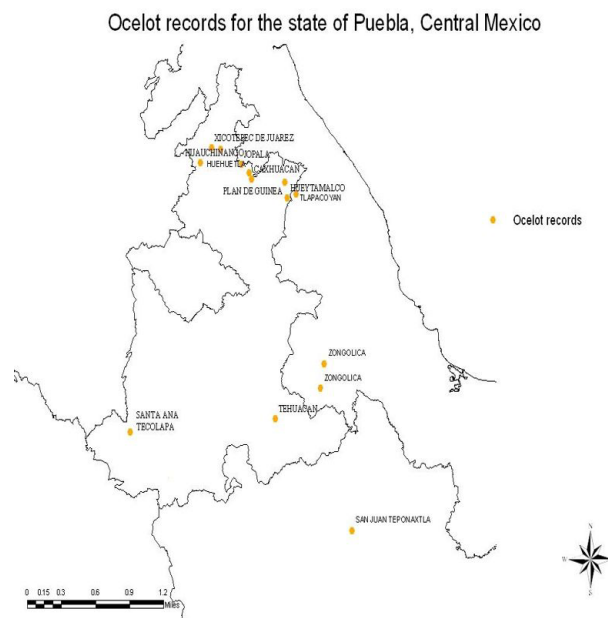 Ocelot records for the state of Puebla, Central Mexico
XICOTEPEC DE JUAREZ
HUAUCHINANGO
JOPALA
HUEHUETLA
CAXHUACAN
PLAN DE GUINEA
HUEYTAMALCO
TLAPACOYAN
Ocelot records
ZONGOLICA
ZONGOLICA
SANTA ANA
TECOLAPA
TEHUACAN
SAN JUAN TEPONAXTLA
N
W
E
S
0 0.15 0.3 0.6 0.9 1.2
Miles